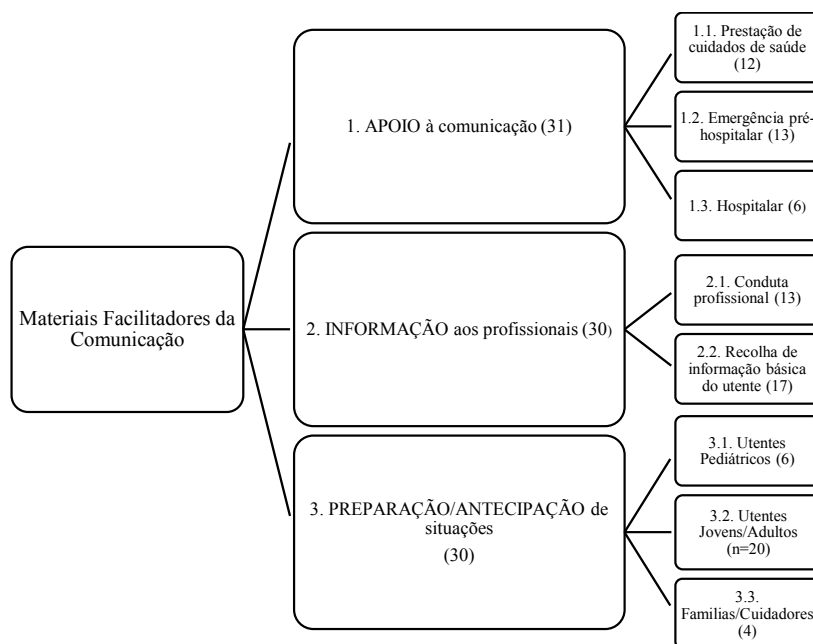 Materiais Facilitadores da
Comunicação
1. APOIO à comunicação (31)
1.1. Prestação de
cuidados de saúde
(12)
1.2. Emergência pré-
hospitalar (13)
1.3. Hospitalar (6)
2. INFORMAÇÃO aos profissionais (30)
2.1. Conduta
profissional (13)
2.2. Recolha de
informação básica
do utente (17)
3. PREPARAÇÃO/ANTECIPAÇÃO de
situações
(30)
3.1. Utentes
Pediátricos (6)
3.2. Utentes
Jovens/Adultos
(n=20)
3.3.
Familias/Cuidadores
(4)